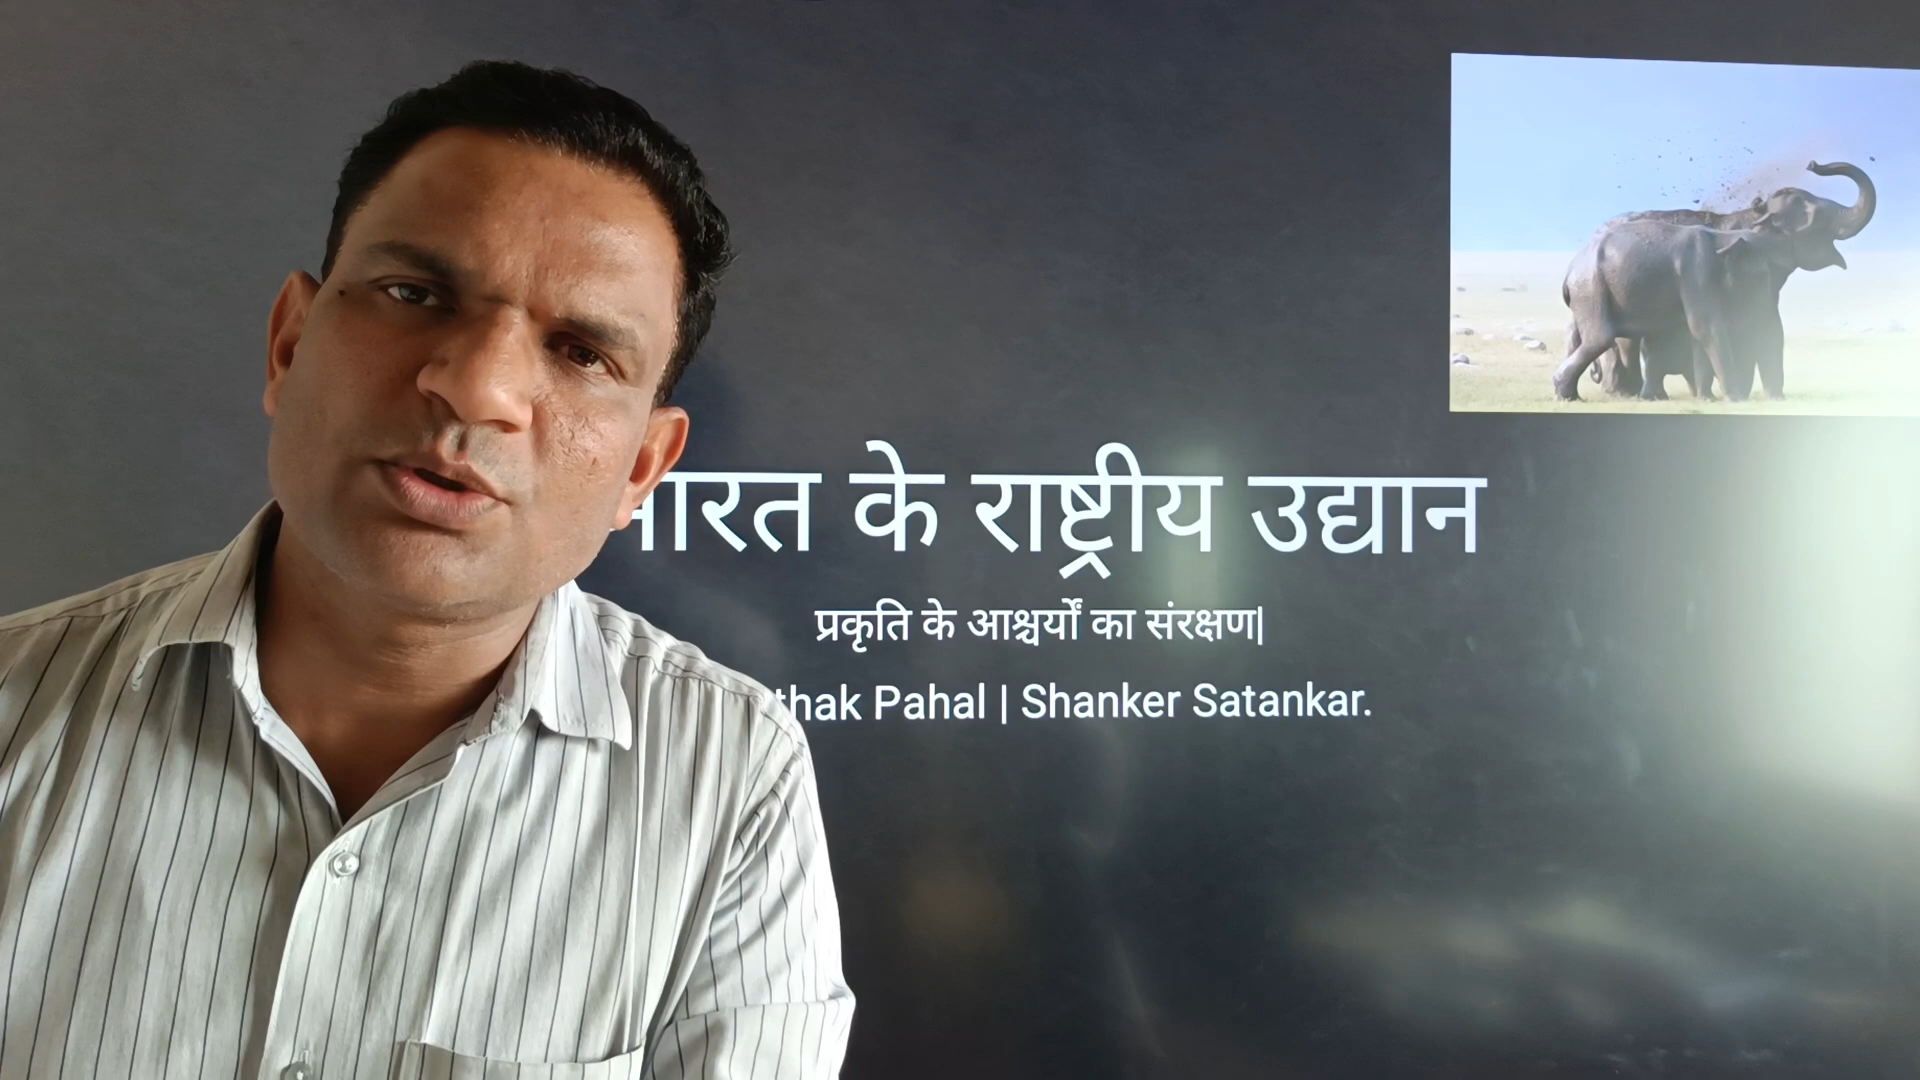 के राष्ट्रीय उद्यान
प्रकृति के आश्चर्यों का संरक्षण|
Pahal | Shanker Satankar.